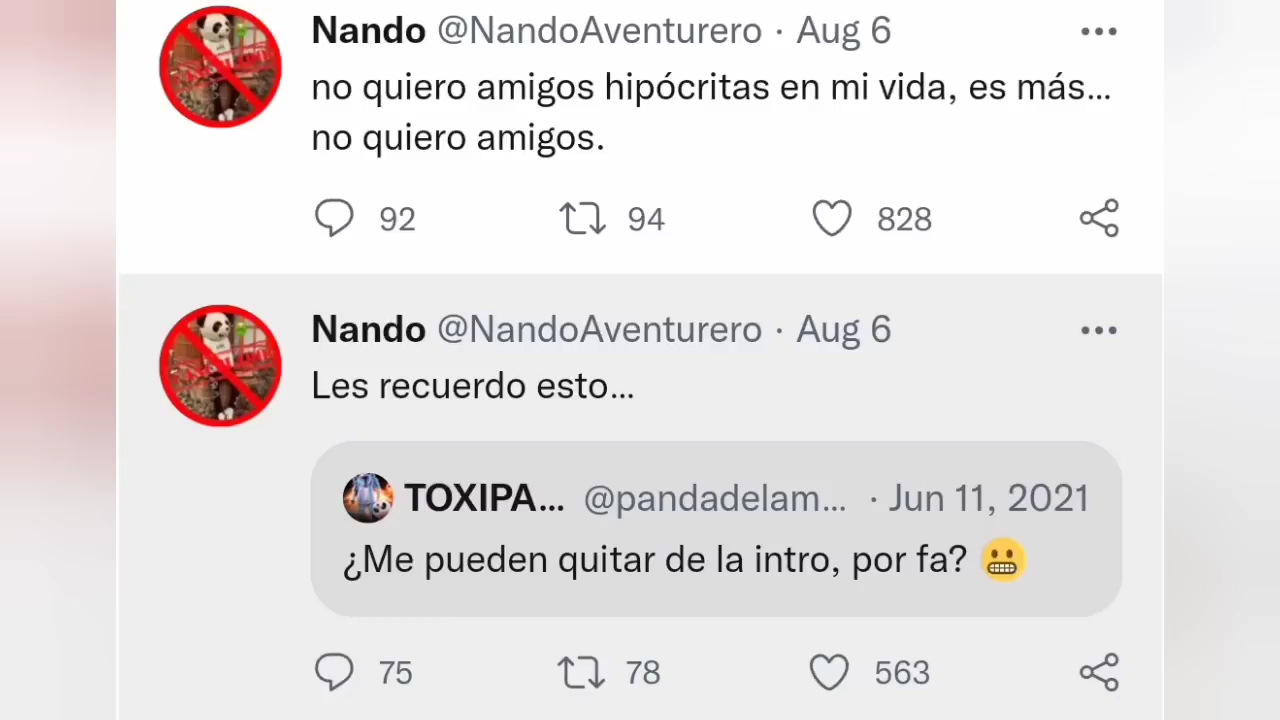 Nando @NandoAventurero · Aug 6
no quiero amigos hipócritas en mi vida, es más...
no quiero amigos.
92 94 828
Nando @NandoAventurero · Aug 6
Les recuerdo esto...
TOXIPA... @pandadelam... · Jun 11, 2021
¿Me pueden quitar de la intro, por fa? 😬
75 78 563